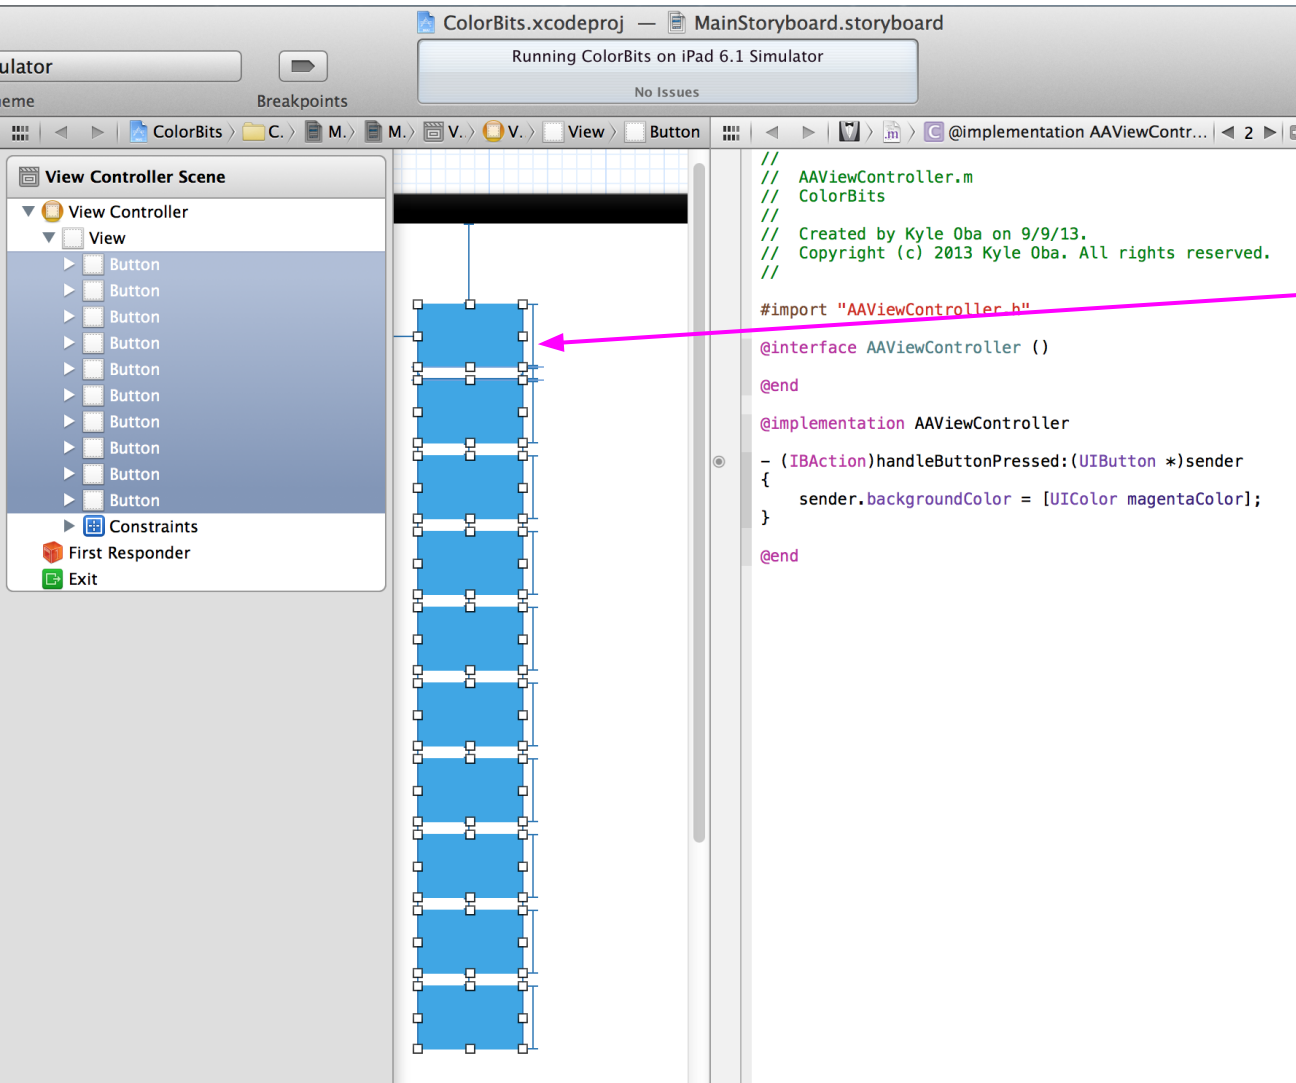 ColorBits.xcodeproj — MainStoryboard.storyboard
ulator
Running ColorBits on iPad 6.1 Simulator
eme
Breakpoints
No Issues
ColorBits
C.
M.
M.
V.
V.
View
Button
.m
C
@implementation AAViewContr...
2
View Controller Scene
View Controller
View
Button
Button
Button
Button
Button
Button
Button
Button
Button
Button
Constraints
First Responder
Exit
//
//  AAViewController.m
//  ColorBits
//
//  Created by Kyle Oba on 9/9/13.
//  Copyright (c) 2013 Kyle Oba. All rights reserved.
//
#import "AAViewController.h"
@interface AAViewController ()
@end
@implementation AAViewController
- (IBAction)handleButtonPressed:(UIButton *)sender
{
    sender.backgroundColor = [UIColor magentaColor];
}
@end